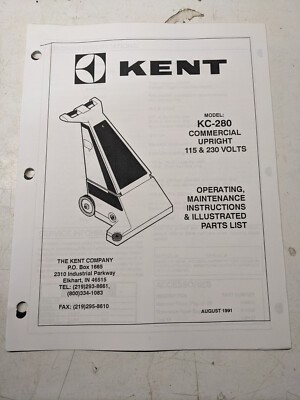 KENT
MODEL:
KC-280
COMMERCIAL
UPRIGHT
115 & 230 VOLTS
OPERATING,
MAINTENANCE
INSTRUCTIONS
& ILLUSTRATED
PARTS LIST
THE KENT COMPANY
P.O. Box 1665
2310 Industrial Parkway
Elkhart, IN 46515
TEL: (219)293-8661,
(800)334-1083
FAX: (219)295-8610
AUGUST 1991